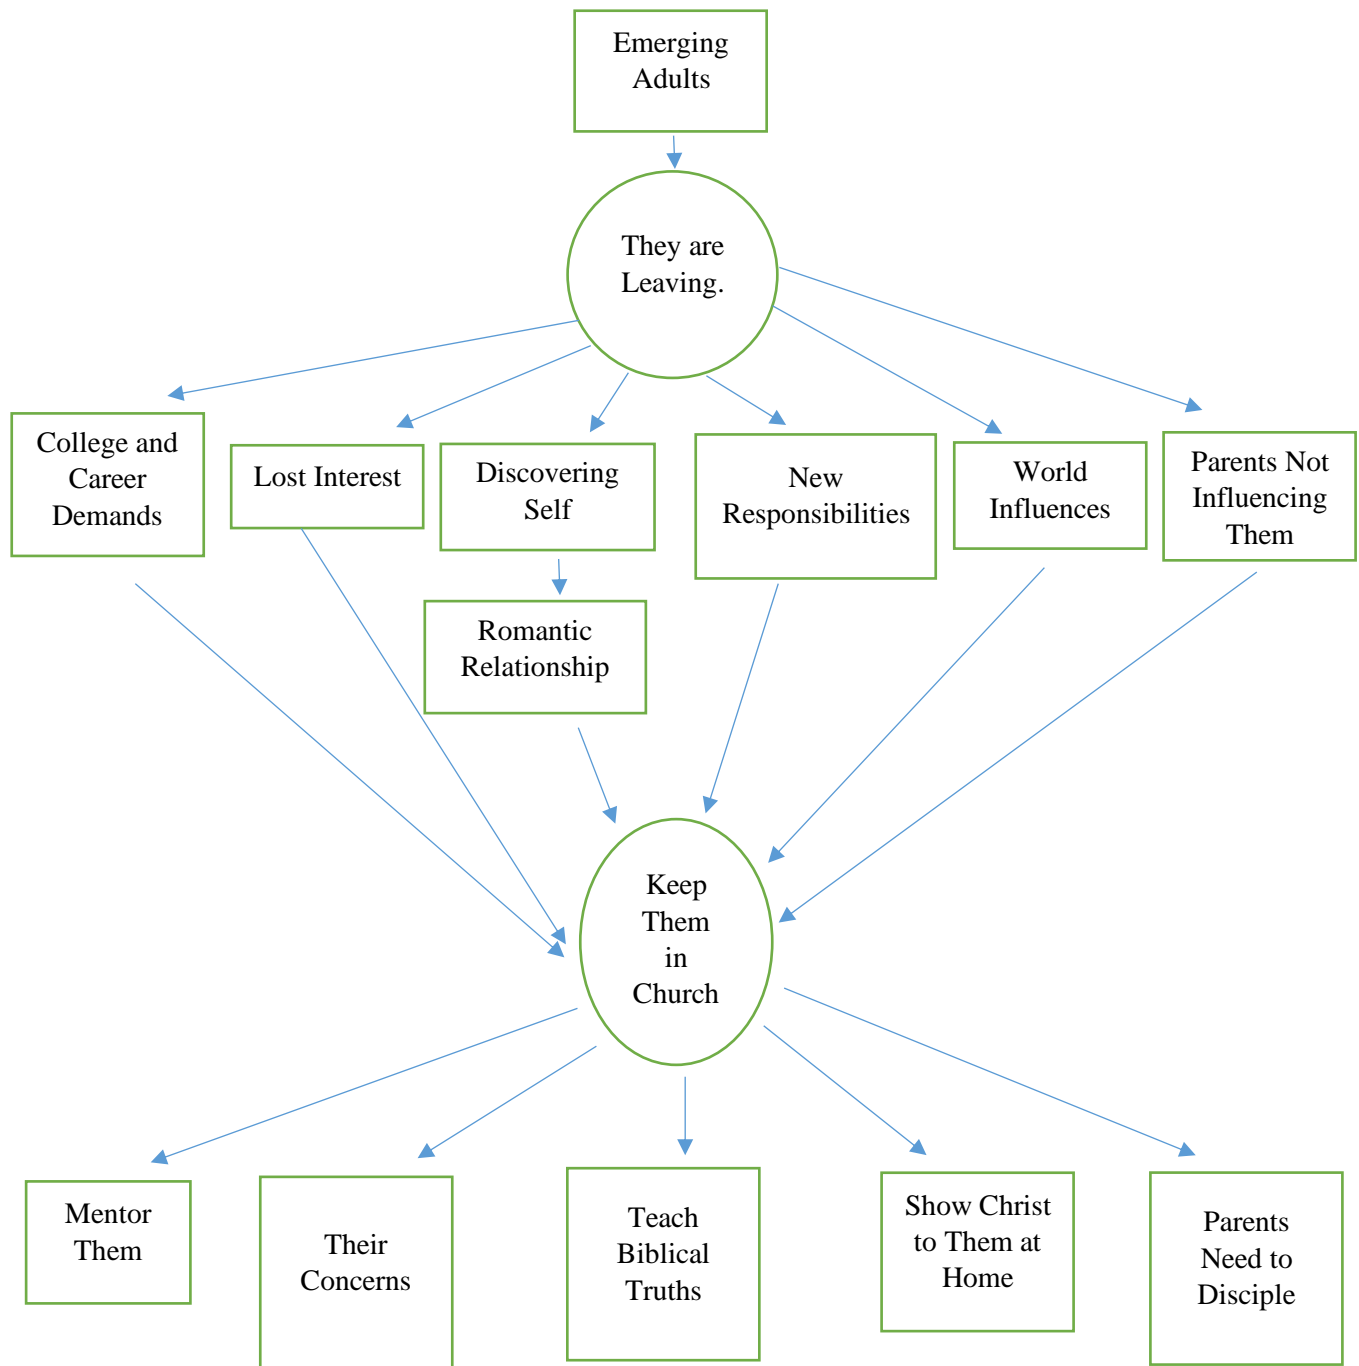 Emerging
Adults
They are
Leaving.
College and
Career
Demands
Lost Interest
Discovering
Self
New
Responsibilities
World
Influences
Parents Not
Influencing
Them
Romantic
Relationship
Keep
Them
in
Church
Mentor
Them
Their
Concerns
Teach
Biblical
Truths
Show Christ
to Them at
Home
Parents
Need to
Disciple